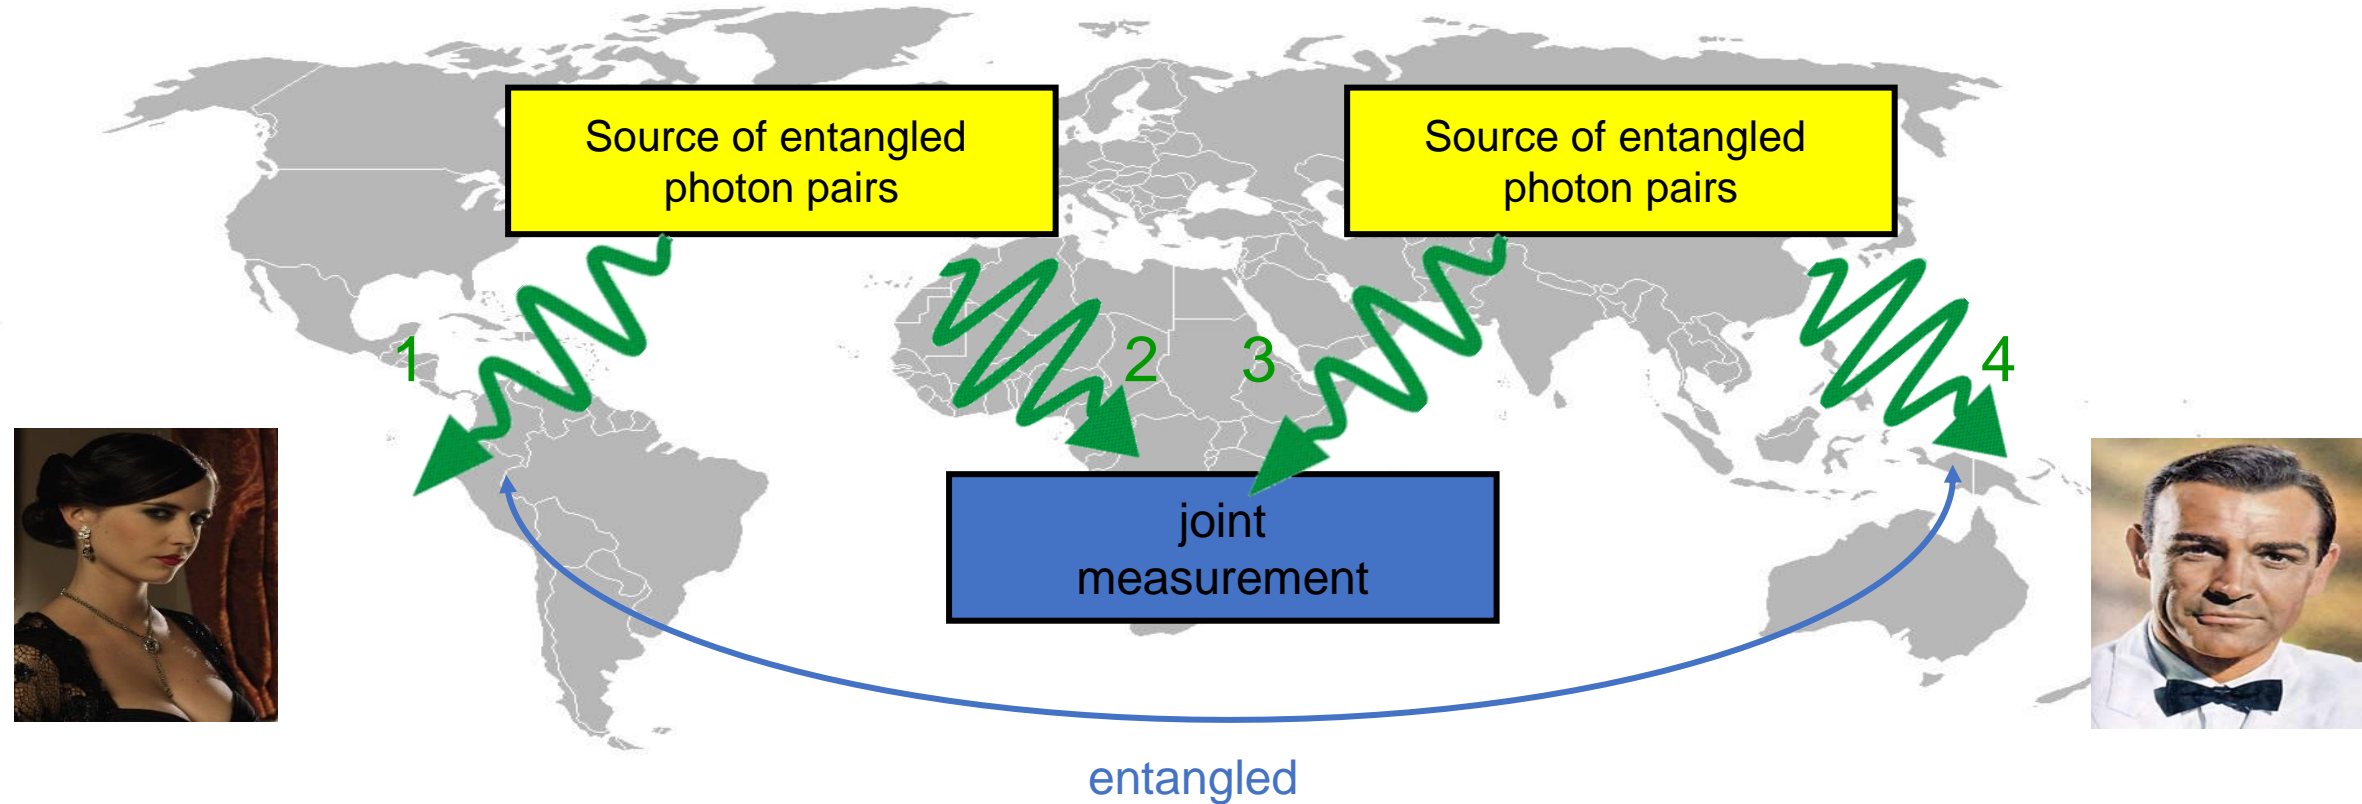 Source of entangled
photon pairs
Source of entangled
photon pairs
1
2
3
4
joint
measurement
entangled